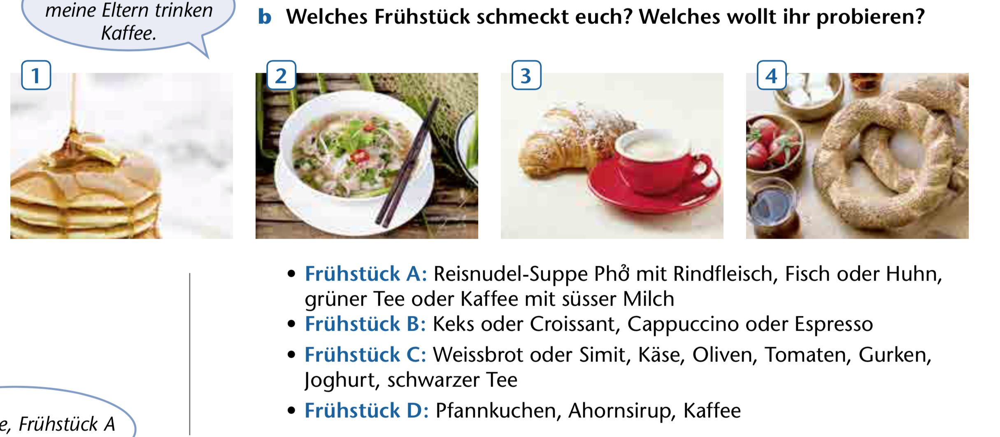 meine Eltern trinken
Kaffee.
b Welches Frühstück schmeckt euch? Welches wollt ihr probieren?
1
2
3
4
• Frühstück A: Reisnudel-Suppe Phở mit Rindfleisch, Fisch oder Huhn,
grüner Tee oder Kaffee mit süsser Milch
• Frühstück B: Keks oder Croissant, Cappuccino oder Espresso
• Frühstück C: Weissbrot oder Simit, Käse, Oliven, Tomaten, Gurken,
Joghurt, schwarzer Tee
• Frühstück D: Pfannkuchen, Ahornsirup, Kaffee
e, Frühstück A